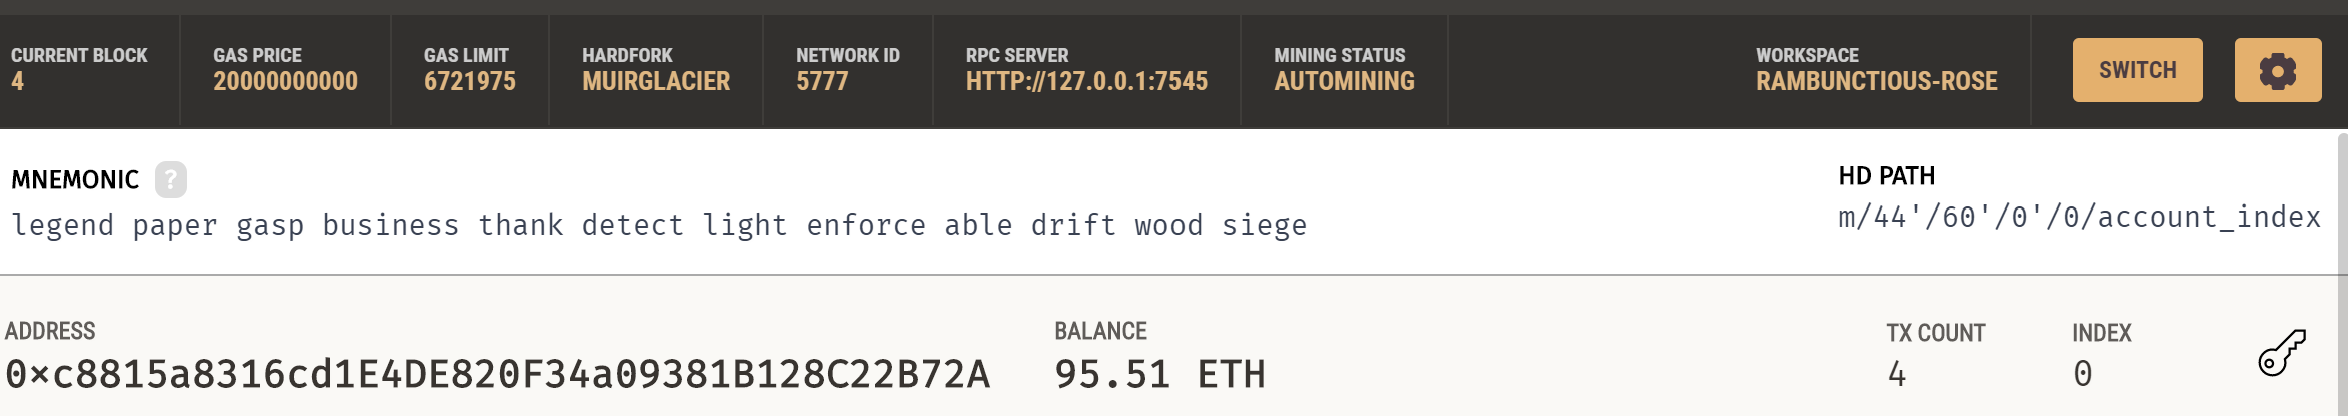 CURRENT BLOCK GAS PRICE GAS LIMIT HARDFORK NETWORK ID RPC SERVER MINING STATUS WORKSPACE
4 20000000000 6721975 MUIRGLACIER 5777 HTTP://127.0.0.1:7545 AUTOMINING RAMBUNCTIOUS-ROSE SWITCH
MNEMONIC ? HD PATH
legend paper gasp business thank detect light enforce able drift wood siege m/44'/60'/0'/0/account_index
ADDRESS BALANCE TX COUNT INDEX
0×c8815a8316cd1E4DE820F34a09381B128C22B72A 95.51 ETH 4 0